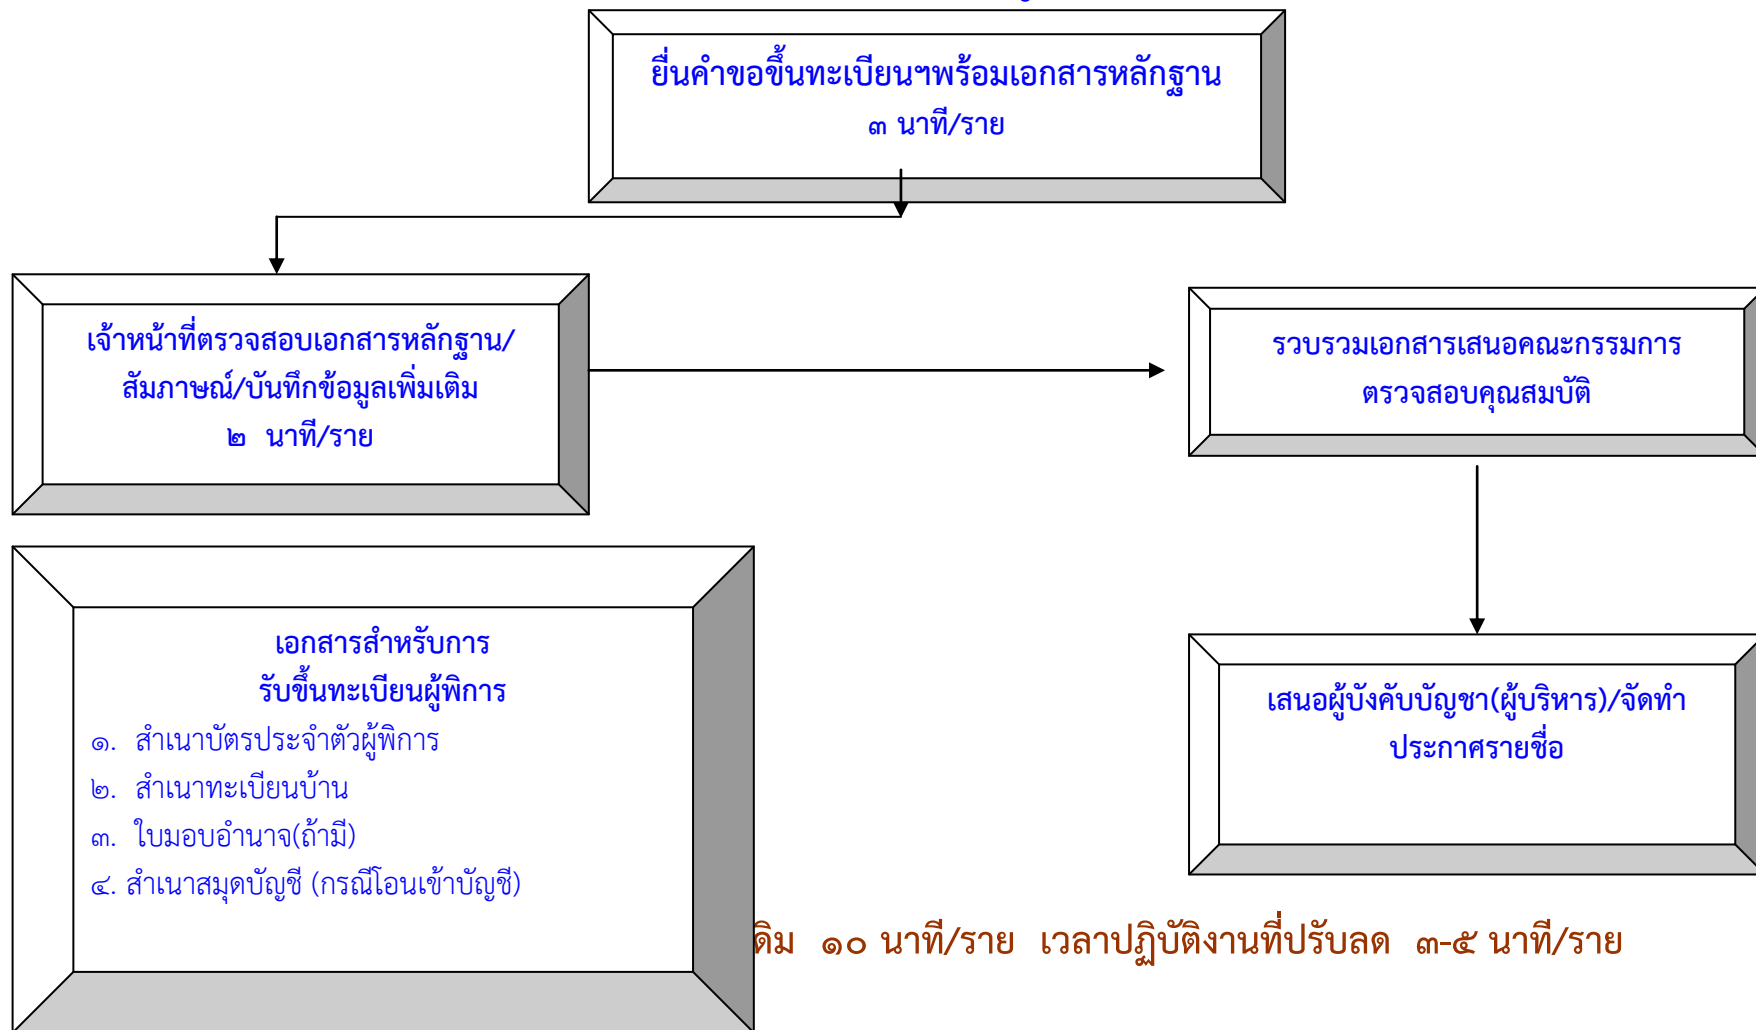 ยื่นคำขอขึ้นทะเบียนฯพร้อมเอกสารหลักฐาน
๓ นาที/ราย
เจ้าหน้าที่ตรวจสอบเอกสารหลักฐาน/
สัมภาษณ์/บันทึกข้อมูลเพิ่มเติม
๒ นาที/ราย
รวบรวมเอกสารเสนอคณะกรรมการ
ตรวจสอบคุณสมบัติ
เอกสารสำหรับการ
รับขึ้นทะเบียนผู้พิการ
๑. สำเนาบัตรประจำตัวผู้พิการ
๒. สำเนาทะเบียนบ้าน
๓. ใบมอบอำนาจ(ถ้ามี)
๔. สำเนาสมุดบัญชี (กรณีโอนเข้าบัญชี)
เสนอผู้บังคับบัญชา(ผู้บริหาร)/จัดทำ
ประกาศรายชื่อ
ดิม ๑๐ นาที/ราย เวลาปฏิบัติงานที่ปรับลด ๓-๕ นาที/ราย